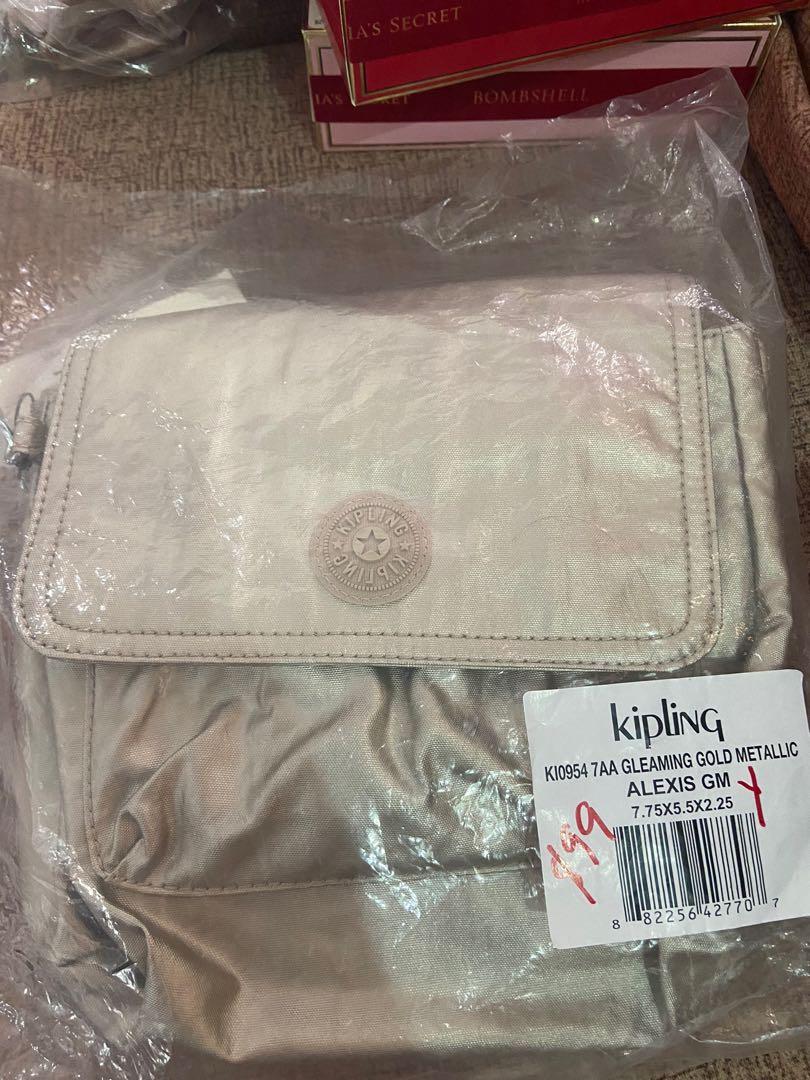 IA'S SECRET
IA'S SECRET BOMBSHELL
KIPLING
KIPLING
kipling
KI0954 7AA GLEAMING GOLD METALLIC
ALEXIS GM
7.75X5.5X2.25
8 82256 42770 7